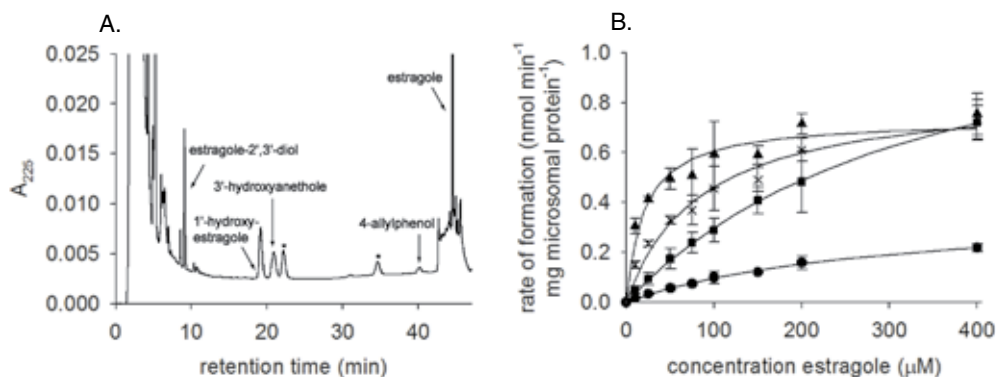 A.
0.025
0.020
0.015
0.010
0.005
0.000
A225
estragole
estragole-2',3'-diol
3'-hydroxyanethole
1'-hydroxy-
estragole
4-allylphenol
*
*
0
10
20
30
40
retention time (min)
B.
1.0
0.8
0.6
0.4
0.2
0.0
rate of formation (nmol min-1
mg microsomal protein-1)
0
100
200
300
400
concentration estragole (μM)